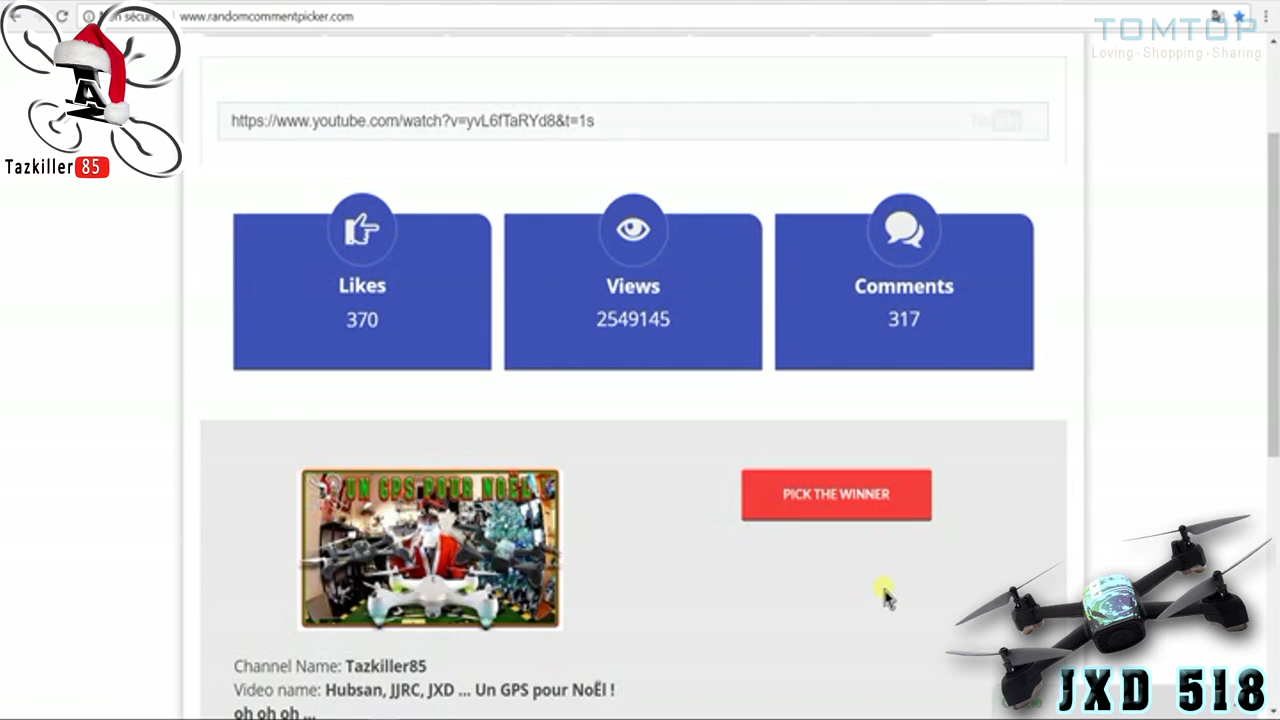 www.randomcommentpicker.com
TOMTOP
Loving·Shopping·Sharing
A
Tazkiller 85
https://www.youtube.com/watch?v=yvL6fTaRYd8&t=1s
Likes
370
Views
2549145
Comments
317
UN GPS POUR NOËL
PICK THE WINNER
Channel Name: Tazkiller85
Video name: Hubsan, JJRC, JXD ... Un GPS pour NoËl !
oh oh oh ...
JXD 518